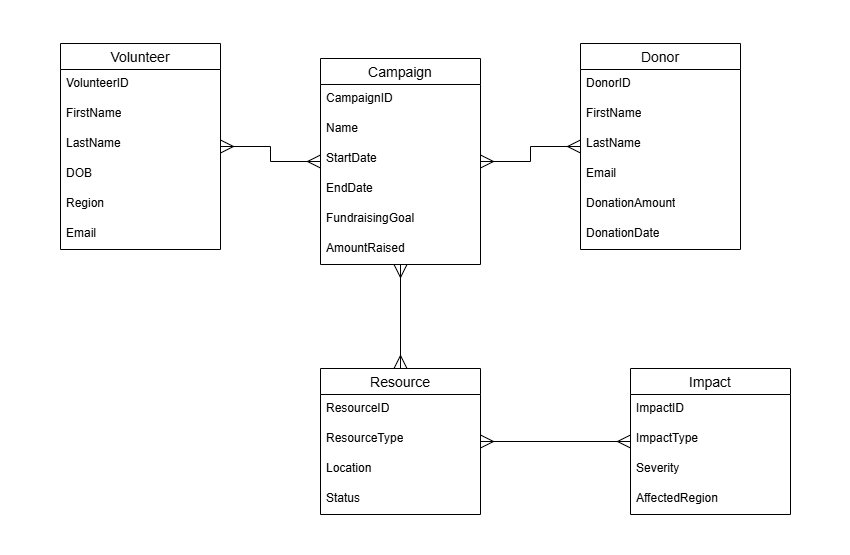 Volunteer
VolunteerID
FirstName
LastName
DOB
Region
Email
Campaign
CampaignID
Name
StartDate
EndDate
FundraisingGoal
AmountRaised
Donor
DonorID
FirstName
LastName
Email
DonationAmount
DonationDate
Resource
ResourceID
ResourceType
Location
Status
Impact
ImpactID
ImpactType
Severity
AffectedRegion